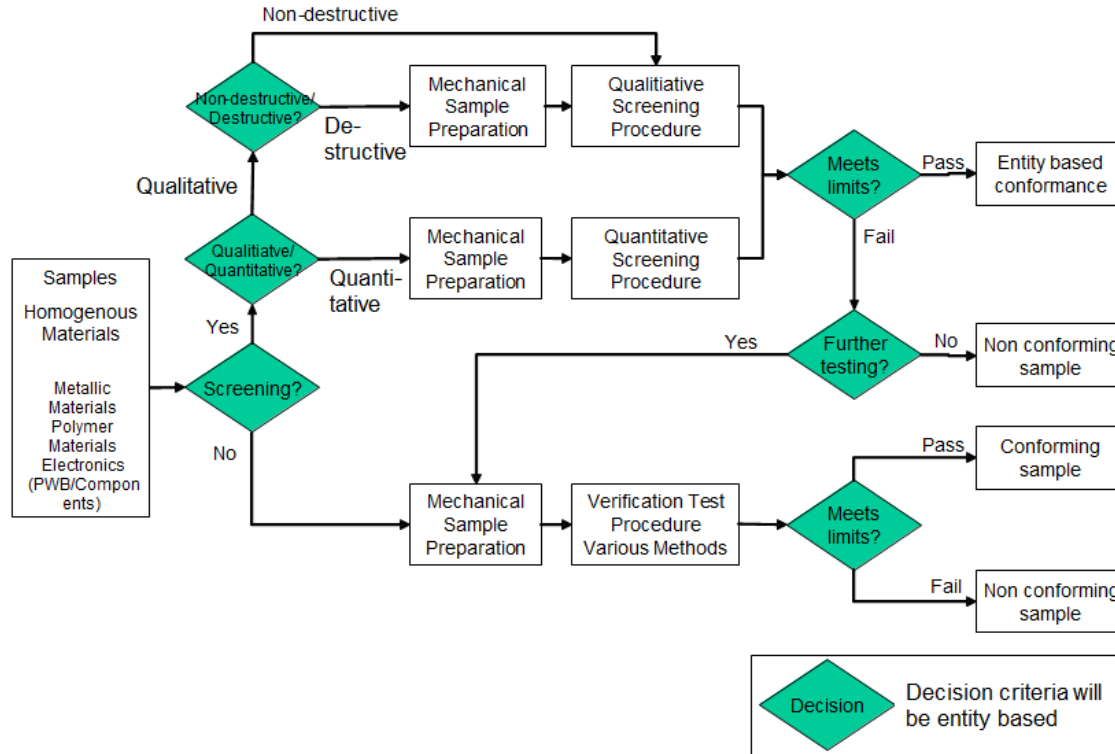 Non-destructive
Non-destructive/
Destructive?
De-
structive
Mechanical
Sample
Preparation
Qualitative
Screening
Procedure
Meets
limits?
Pass
Entity based
conformance
Qualitative
Fail
Qualitiatve/
Quantitative?
Quanti-
tative
Mechanical
Sample
Preparation
Quantitative
Screening
Procedure
Samples
Homogenous
Materials
Metallic
Materials
Polymer
Materials
Electronics
(PWB/Compon
ents)
Yes
Screening?
No
Yes
Further
testing?
No
Non conforming
sample
Mechanical
Sample
Preparation
Verification Test
Procedure
Various Methods
Meets
limits?
Pass
Conforming
sample
Fail
Non conforming
sample
Decision
Decision criteria will
be entity based